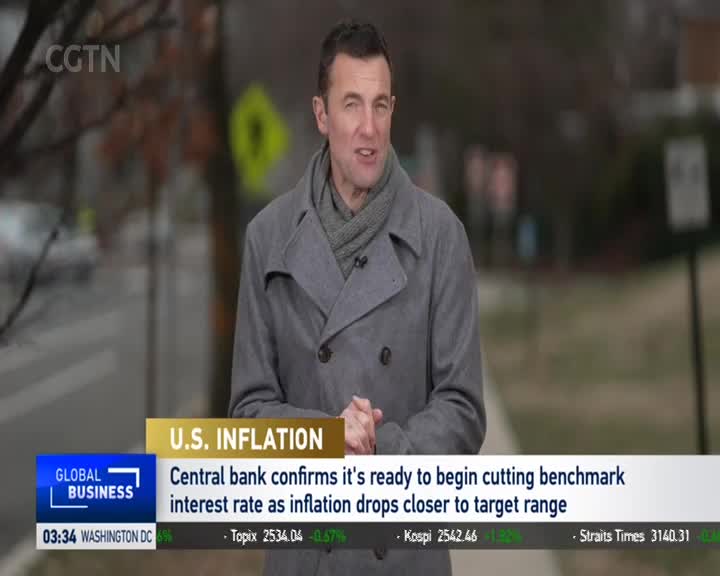 CGTN
U.S. INFLATION
GLOBAL
BUSINESS
Central bank confirms it's ready to begin cutting benchmark
interest rate as inflation drops closer to target range
03:34 WASHINGTON DC 6% - Topix 2534.04 -0.67% - Kospi 2542.46 +1.82% - Straits Times 3140.31